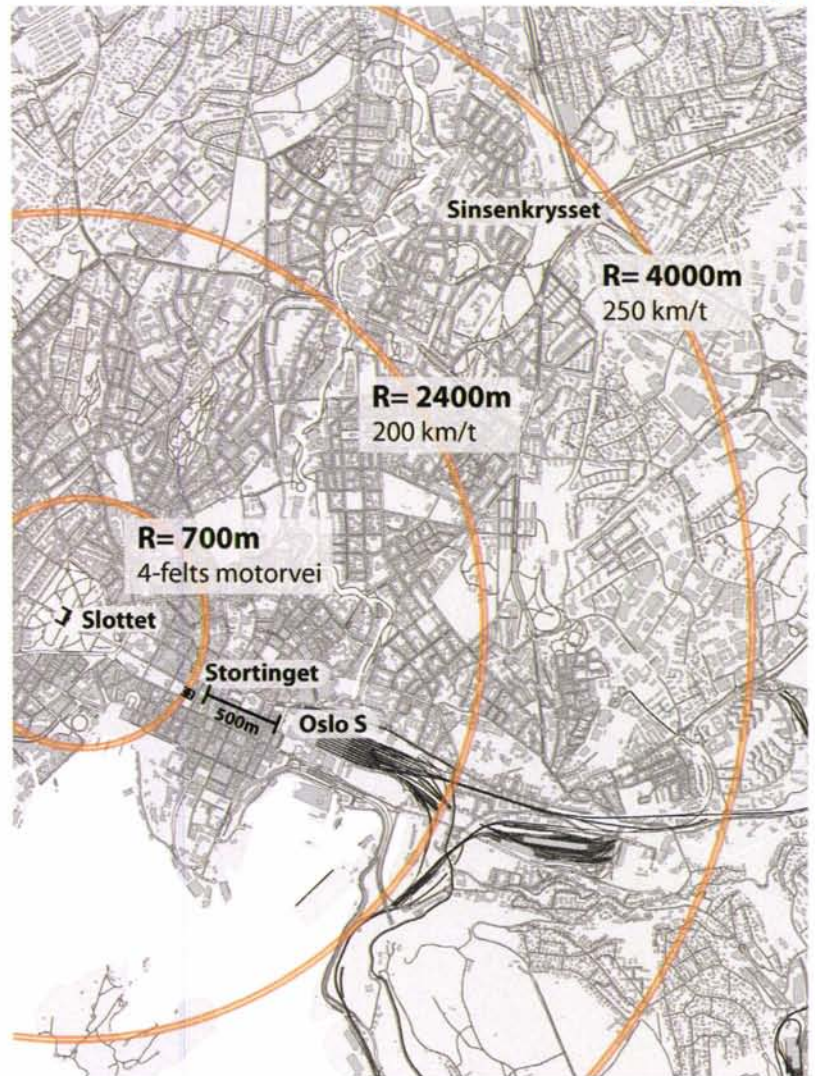 Sinsenkrysset
R= 4000m
250 km/t
R= 2400m
200 km/t
R= 700m
4-felts motorvei
Slottet
Stortinget
500m
Oslo S